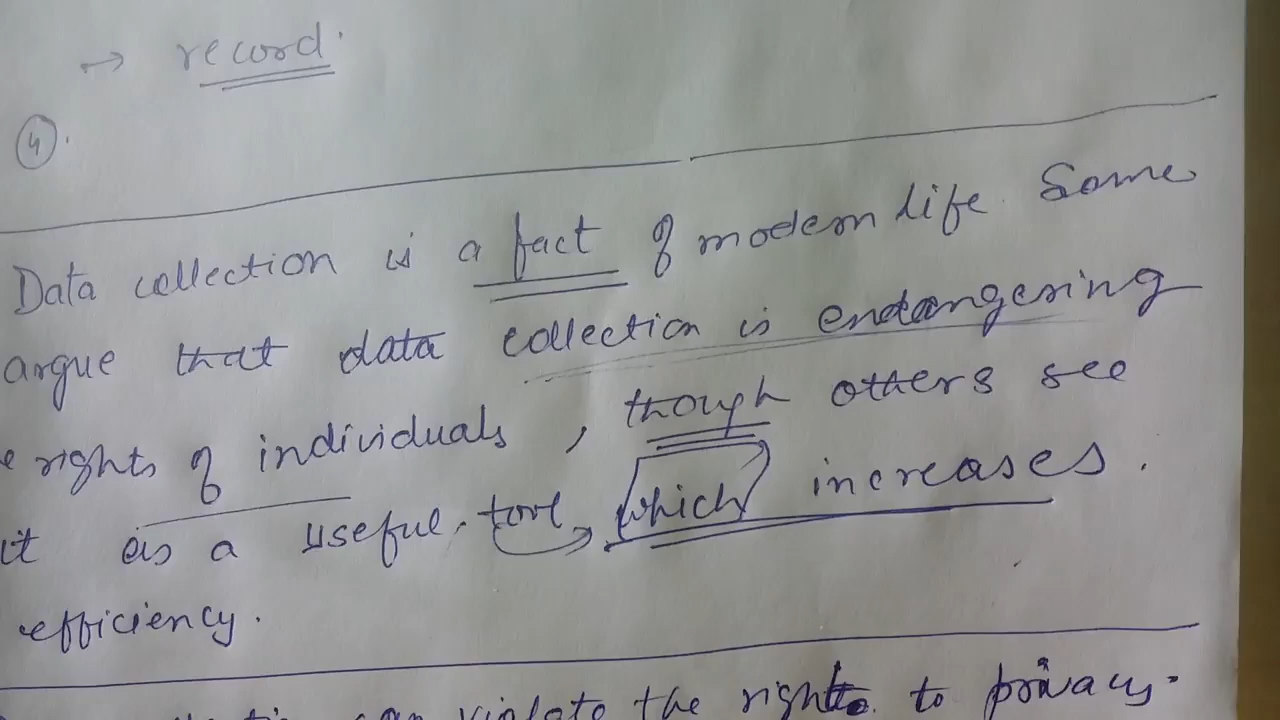 → record.
4.
Data collection is a fact of modern life. Some
argue that data collection is endangering
e rights of individuals, though others see
it as a useful tool which increases.
efficiency.
can violate the rights to privacy.